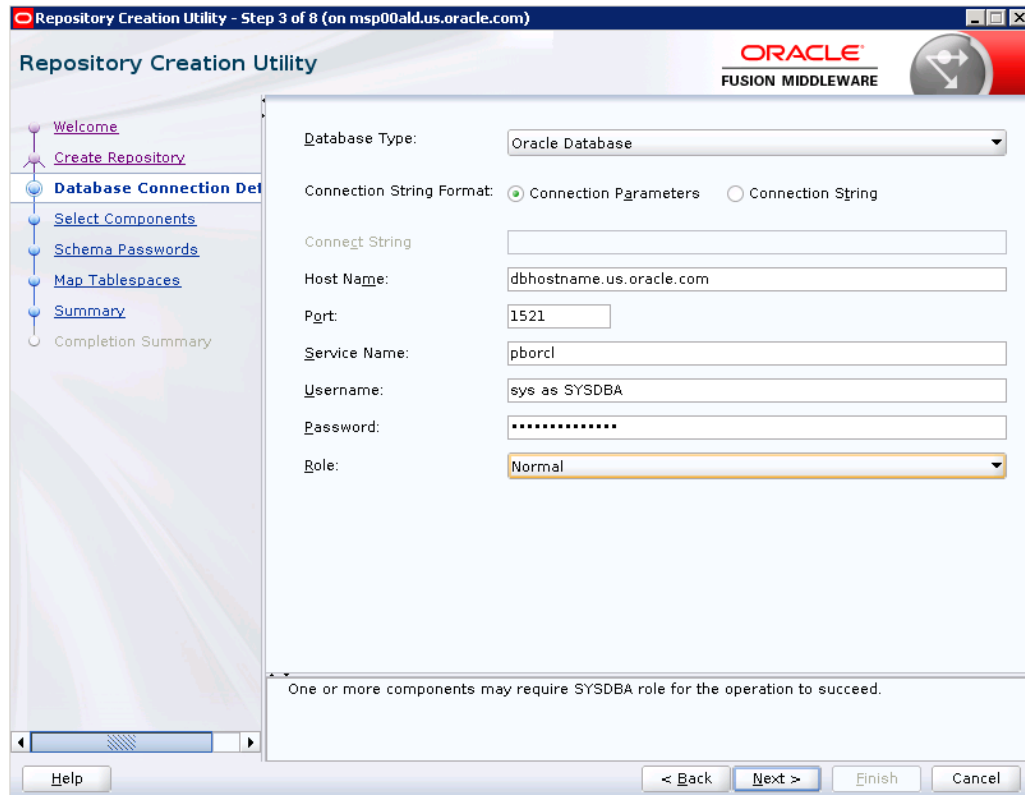 Repository Creation Utility - Step 3 of 8 (on msp00ald.us.oracle.com)
Repository Creation Utility
ORACLE
FUSION MIDDLEWARE
Welcome
Create Repository
Database Connection Det
Select Components
Schema Passwords
Map Tablespaces
Summary
Completion Summary
Database Type: Oracle Database
Connection String Format: Connection Parameters Connection String
Connect String
Host Name: dbhostname.us.oracle.com
Port: 1521
Service Name: pborcl
Username: sys as SYSDBA
Password: ••••••••••••••
Role: Normal
One or more components may require SYSDBA role for the operation to succeed.
Help < Back Next > Finish Cancel